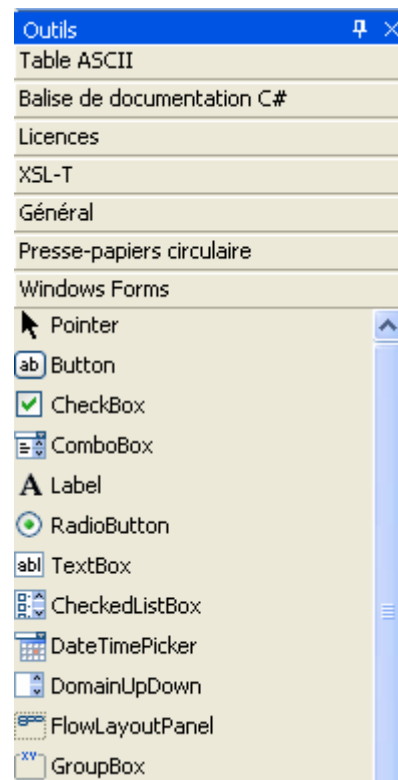 Outils
Table ASCII
Balise de documentation C#
Licences
XSL-T
Général
Presse-papiers circulaire
Windows Forms
Pointer
ab Button
CheckBox
ComboBox
A Label
RadioButton
abl TextBox
CheckedListBox
DateTimePicker
DomainUpDown
FlowLayoutPanel
XY GroupBox